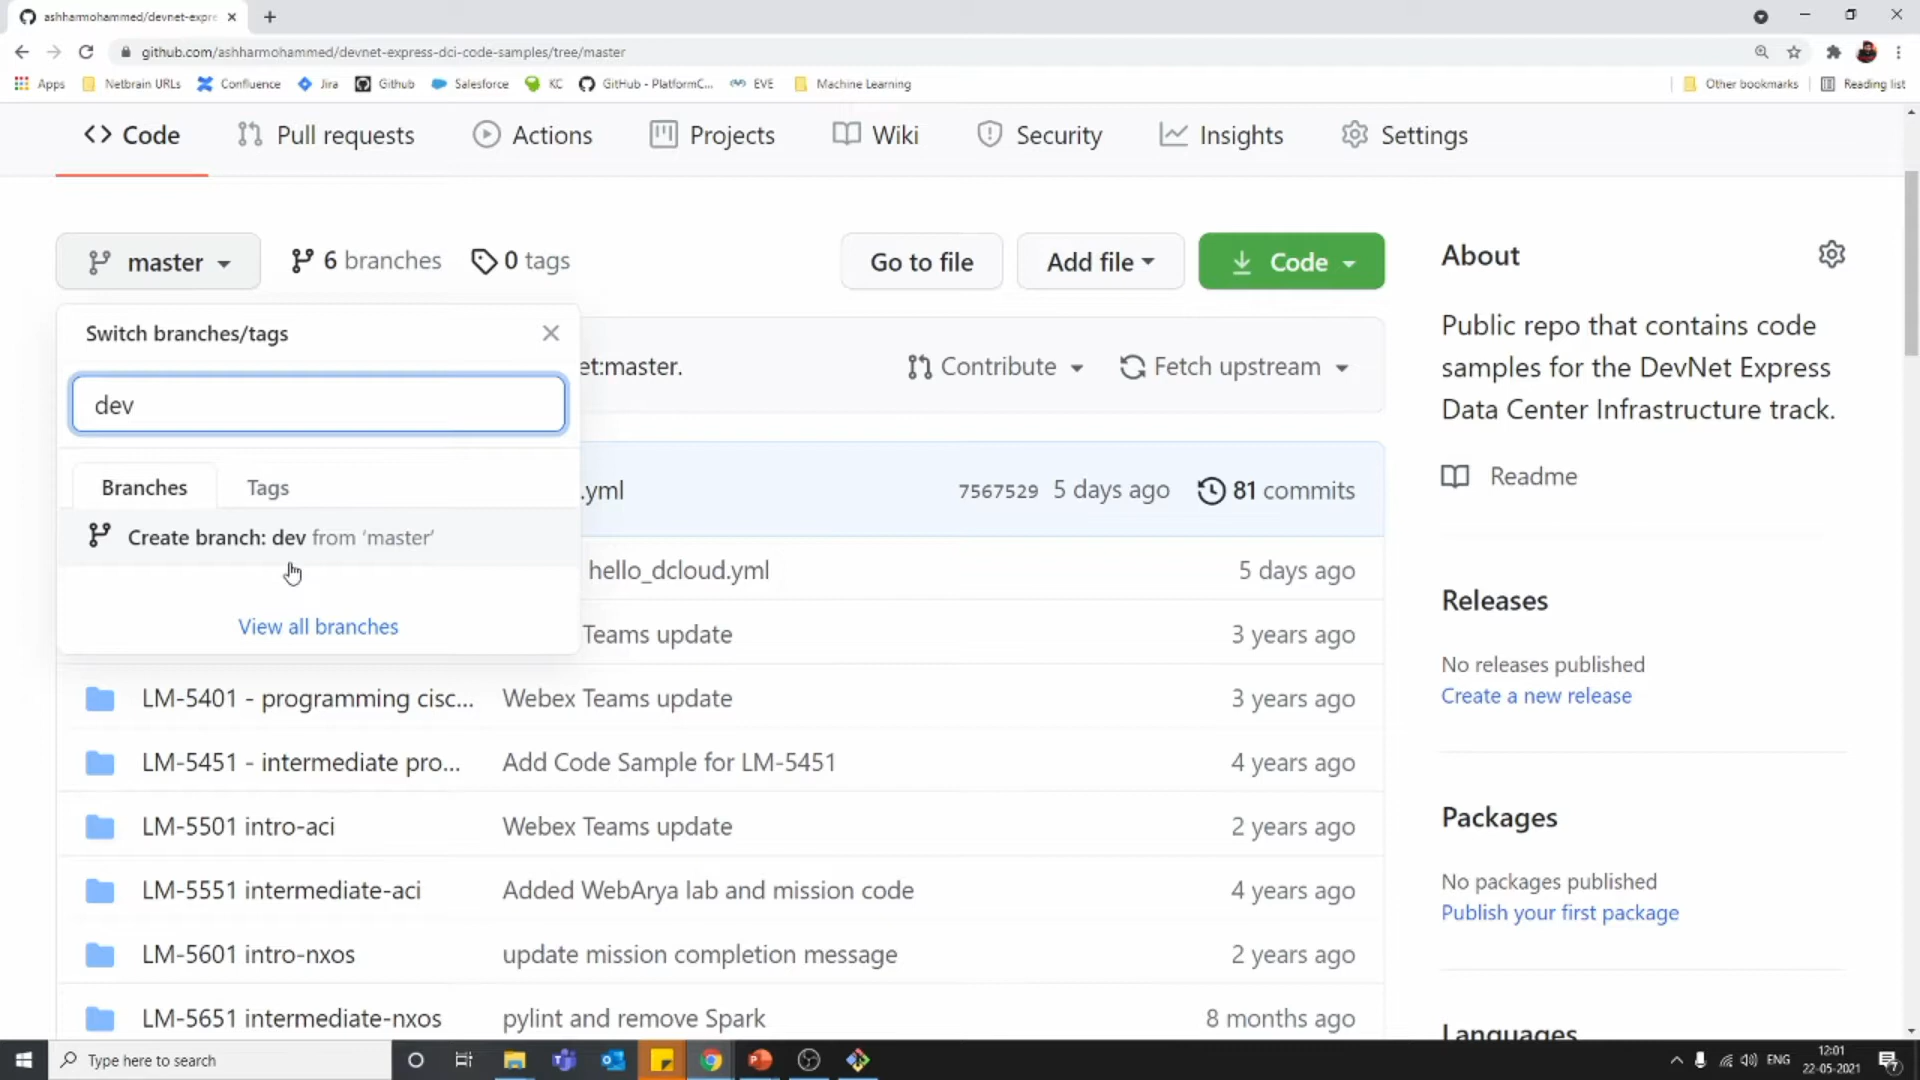 ashharmohammed/devnet-expre
github.com/ashharmohammed/devnet-express-dci-code-samples/tree/master
Apps Netbrain URLs Confluence Jira Github Salesforce KC GitHub - PlatformC... EVE Machine Learning Other bookmarks Reading list
Code Pull requests Actions Projects Wiki Security Insights Settings
master 6 branches 0 tags Go to file Add file Code
Switch branches/tags
et:master. Contribute Fetch upstream
dev
Branches Tags
.yml 7567529 5 days ago 81 commits
Create branch: dev from ‘master’
hello_dcloud.yml 5 days ago
View all branches
Teams update 3 years ago
LM-5401 - programming cisc... Webex Teams update 3 years ago
LM-5451 - intermediate pro... Add Code Sample for LM-5451 4 years ago
LM-5501 intro-aci Webex Teams update 2 years ago
LM-5551 intermediate-aci Added WebArya lab and mission code 4 years ago
LM-5601 intro-nxos update mission completion message 2 years ago
LM-5651 intermediate-nxos pylint and remove Spark 8 months ago
About
Public repo that contains code
samples for the DevNet Express
Data Center Infrastructure track.
Readme
Releases
No releases published
Create a new release
Packages
No packages published
Publish your first package
Languages
Type here to search
ENG
12:01
22-05-2021